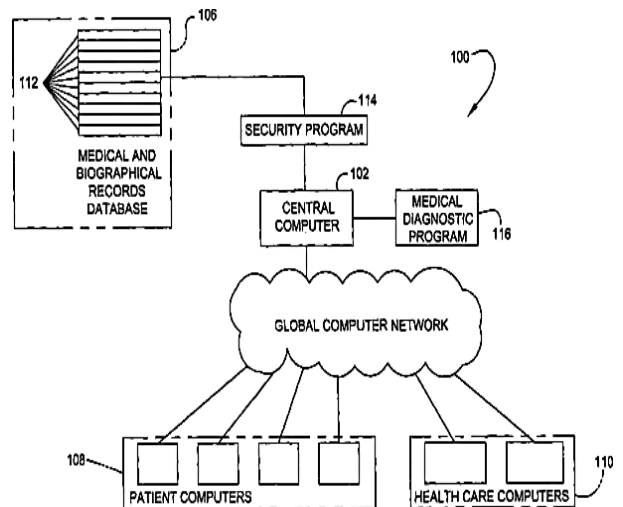 106
112
MEDICAL AND
BIOGRAPHICAL
RECORDS
DATABASE
100
114
SECURITY PROGRAM
102
CENTRAL
COMPUTER
MEDICAL
DIAGNOSTIC
PROGRAM
116
GLOBAL COMPUTER NETWORK
108
PATIENT COMPUTERS
HEALTH CARE COMPUTERS
110